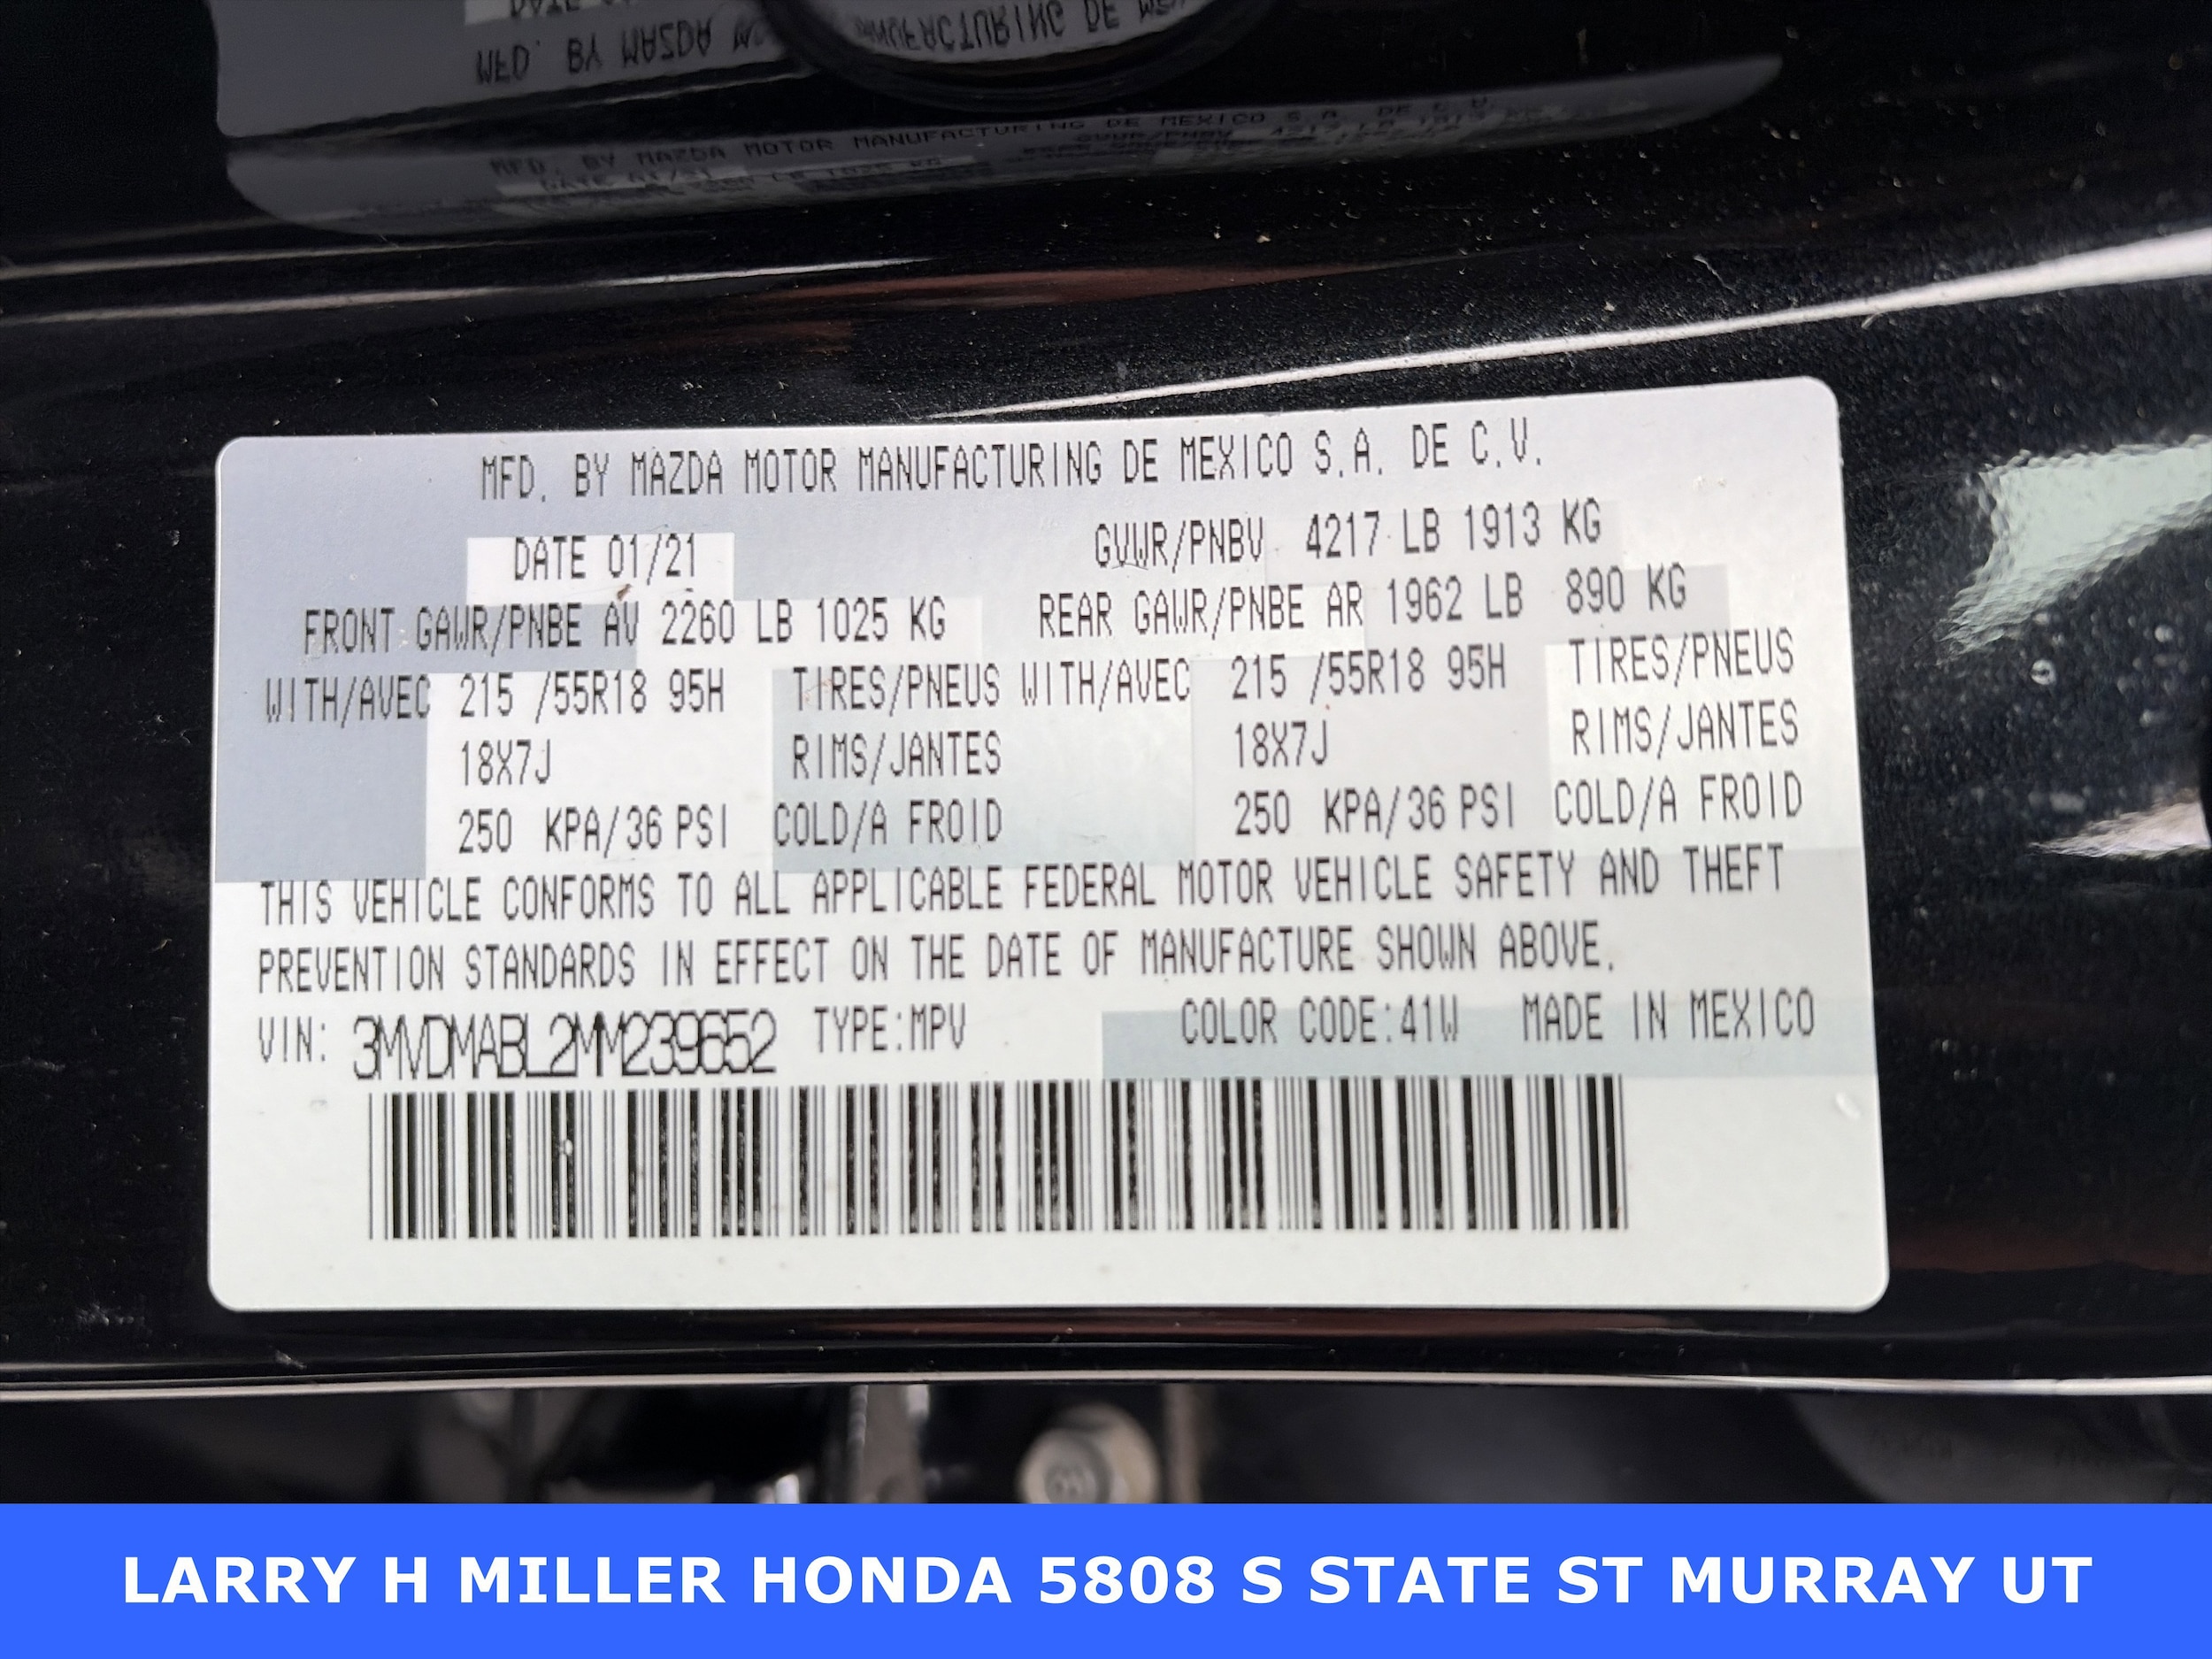 MFD. BY MAZDA MOTOR MANUFACTURING DE MEXICO S.A. DE C.V.
DATE 01/21 GVWR/PNBV 4217 LB 1913 KG
FRONT GAWR/PNBE AV 2260 LB 1025 KG REAR GAWR/PNBE AR 1962 LB 890 KG
WITH/AVEC 215 /55R18 95H TIRES/PNEUS WITH/AVEC 215 /55R18 95H TIRES/PNEUS
18X7J RIMS/JANTES 18X7J RIMS/JANTES
250 KPA/36 PSI COLD/A FROID 250 KPA/36 PSI COLD/A FROID
THIS VEHICLE CONFORMS TO ALL APPLICABLE FEDERAL MOTOR VEHICLE SAFETY AND THEFT
PREVENTION STANDARDS IN EFFECT ON THE DATE OF MANUFACTURE SHOWN ABOVE.
VIN: 3MVDMABL2MM239652 TYPE:MPV COLOR CODE:41W MADE IN MEXICO
LARRY H MILLER HONDA 5808 S STATE ST MURRAY UT